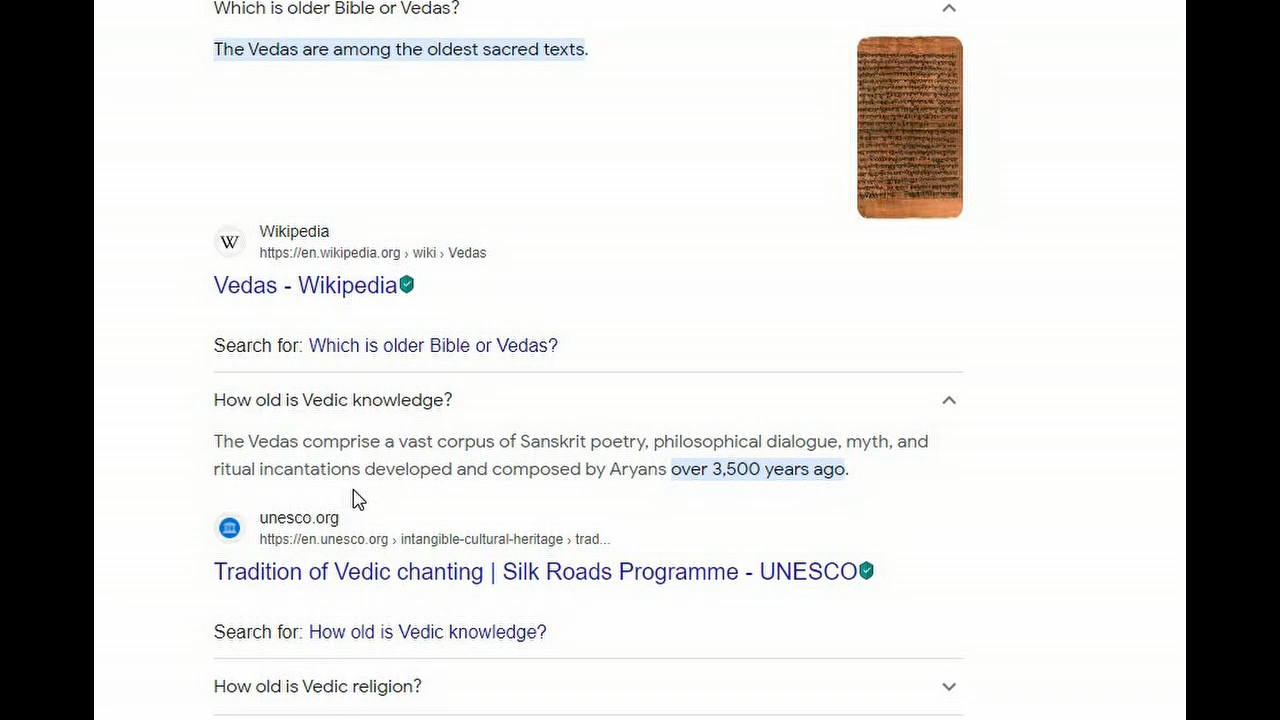 Which is older Bible or Vedas?
The Vedas are among the oldest sacred texts.
Wikipedia
https://en.wikipedia.org › wiki › Vedas
Vedas - Wikipedia
Search for: Which is older Bible or Vedas?
How old is Vedic knowledge?
The Vedas comprise a vast corpus of Sanskrit poetry, philosophical dialogue, myth, and
ritual incantations developed and composed by Aryans over 3,500 years ago.
unesco.org
https://en.unesco.org › intangible-cultural-heritage › trad...
Tradition of Vedic chanting | Silk Roads Programme - UNESCO
Search for: How old is Vedic knowledge?
How old is Vedic religion?